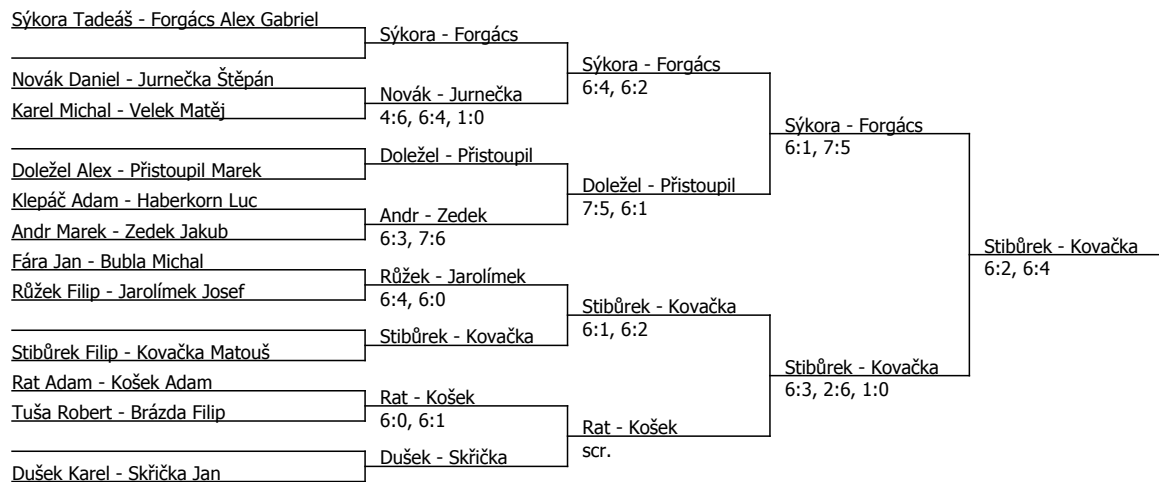 Sýkora Tadeáš - Forgács Alex Gabriel
Novák Daniel - Jurnečka Štěpán
Karel Michal - Velek Matěj
Doležel Alex - Přistoupil Marek
Klepáč Adam - Haberkorn Luc
Andr Marek - Zedek Jakub
Fára Jan - Bubla Michal
Růžek Filip - Jarolímek Josef
Stibůrek Filip - Kovačka Matouš
Rat Adam - Košek Adam
Tuša Robert - Brázda Filip
Dušek Karel - Skřička Jan
Sýkora - Forgács
Novák - Jurnečka
4:6, 6:4, 1:0
Doležel - Přistoupil
Andr - Zedek
6:3, 7:6
Růžek - Jarolímek
6:4, 6:0
Stibůrek - Kovačka
Rat - Košek
6:0, 6:1
Dušek - Skřička
Sýkora - Forgács
6:4, 6:2
Doležel - Přistoupil
7:5, 6:1
Stibůrek - Kovačka
6:1, 6:2
Rat - Košek
scr.
Sýkora - Forgács
6:1, 7:5
Stibůrek - Kovačka
6:3, 2:6, 1:0
Stibůrek - Kovačka
6:2, 6:4